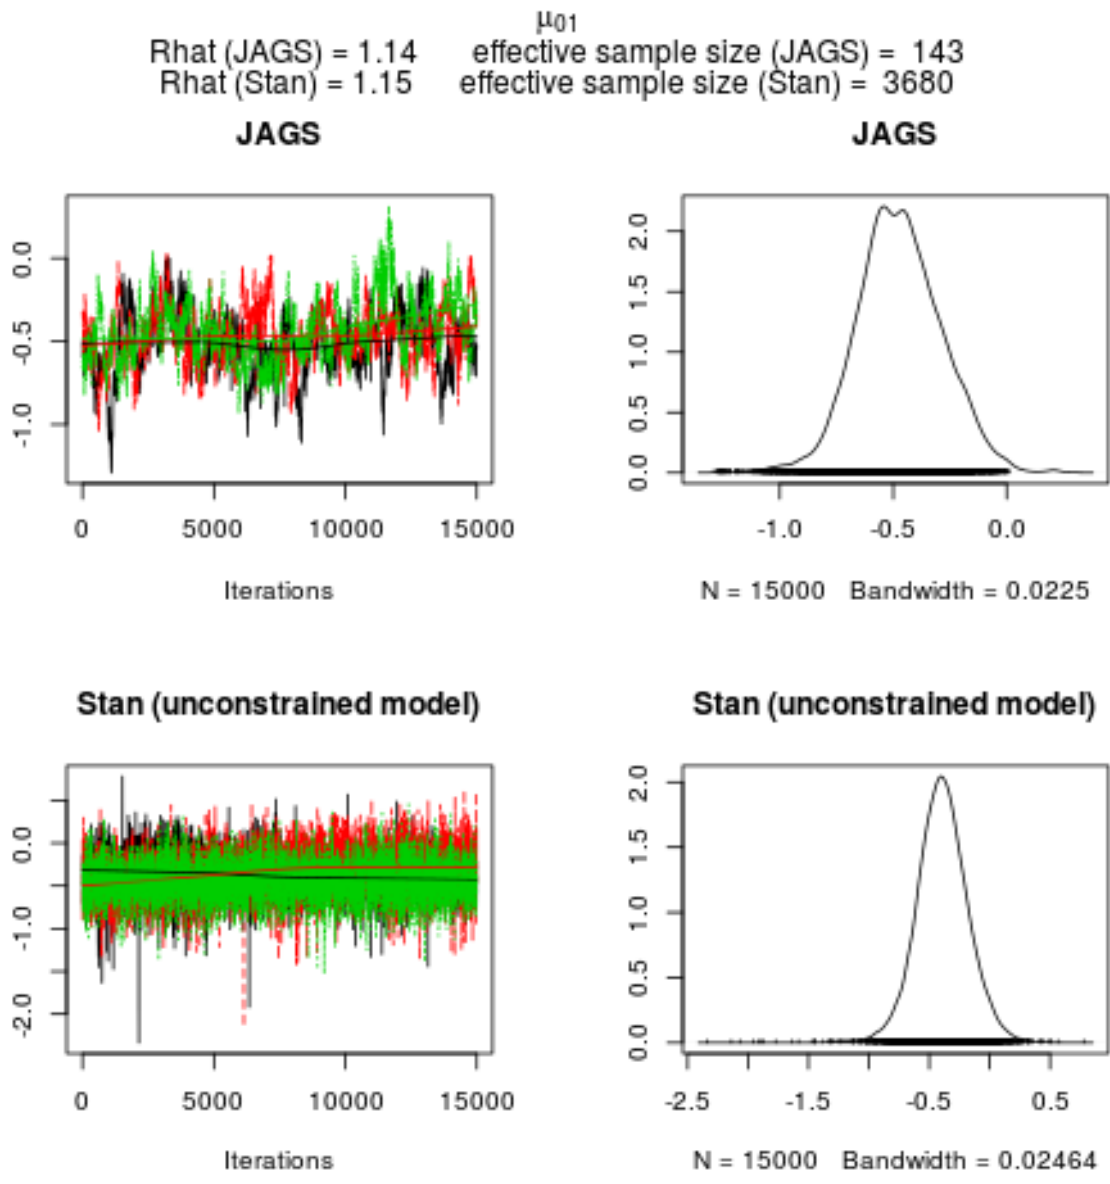 μ01
Rhat (JAGS) = 1.14 effective sample size (JAGS) = 143
Rhat (Stan) = 1.15 effective sample size (Stan) = 3680
JAGS
0.0
-0.5
-1.0
0 5000 10000 15000
Iterations
JAGS
2.0
1.5
1.0
0.5
0.0
-1.0 -0.5 0.0
N = 15000 Bandwidth = 0.0225
Stan (unconstrained model)
0.0
-1.0
-2.0
0 5000 10000 15000
Iterations
Stan (unconstrained model)
2.0
1.5
1.0
0.5
0.0
-2.5 -1.5 -0.5 0.5
N = 15000 Bandwidth = 0.02464